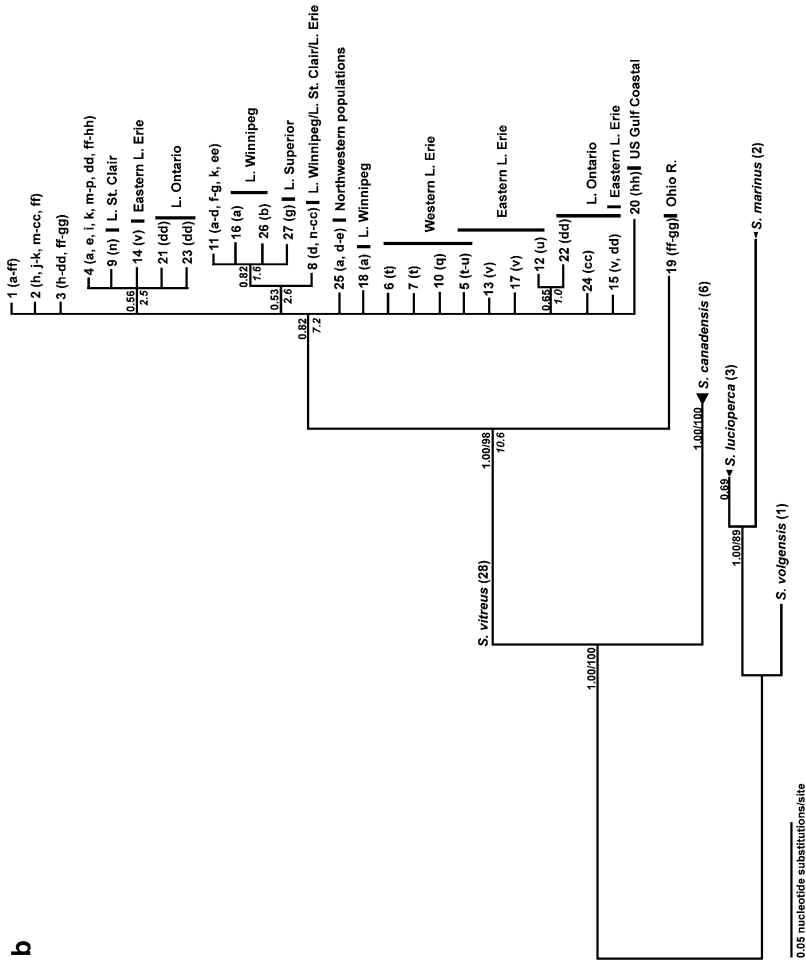 b
1 (a-ff)
2 (h, j-k, m-cc, ff)
3 (h-dd, ff-gg)
4 (a, e, i, k, m-p, dd, ff-hh)
9 (n) L. St. Clair
14 (v) Eastern L. Erie
21 (dd)
L. Ontario
23 (dd)
0.56
2.5
11 (a-d, f-g, k, ee)
16 (a)
L. Winnipeg
26 (b)
27 (g) L. Superior
0.82
1.6
8 (d, n-cc) L. Winnipeg/L. St. Clair/L. Erie
0.53
2.6
25 (a, d-e) Northwestern populations
18 (a) L. Winnipeg
0.82
7.2
6 (t)
7 (t)
Western L. Erie
10 (q)
5 (t-u)
13 (v)
Eastern L. Erie
17 (v)
12 (u)
22 (dd)
0.65
1.0
L. Ontario
24 (cc)
15 (v, dd) Eastern L. Erie
20 (hh) US Gulf Coastal
19 (ff-gg) Ohio R.
1.00/98
10.6
S. vitreus (28)
S. canadensis (6)
1.00/100
1.00/100
S. lucioperca (3)
0.69
S. marinus (2)
1.00/89
S. volgensis (1)
0.05 nucleotide substitutions/site